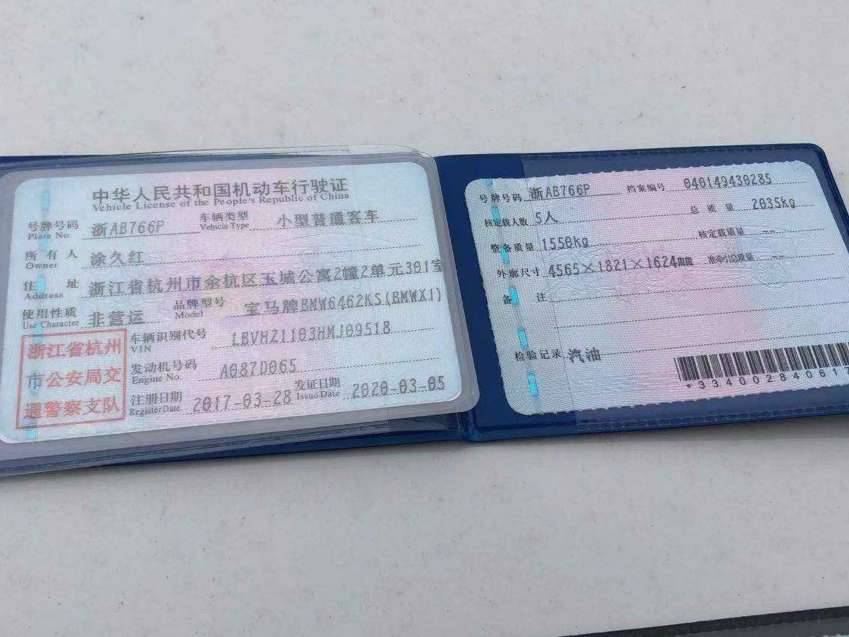 中华人民共和国机动车行驶证
Vehicle License of the People's Republic of China
号牌号码 浙AB766P 车辆类型 小型普通客车
Plate No. Vehicle Type
所有人 涂久红
Owner
住址 浙江省杭州市余杭区玉城公寓2幢2单元301室
Address
使用性质 非营运 品牌型号 宝马牌BMW6462KS(BMWX1)
Use Character Model
浙江省杭州
市公安局交
通警察支队
车辆识别代号 LBVHZ1103HMJ09518
VIN
发动机号码 A087D065
Engine No.
注册日期 2017-03-28 发证日期 2020-03-05
Register Date Issue Date
号牌号码 浙AB766P 档案编号 040149430285
核定载人数 5人 总质量 2035kg
整备质量 1550kg 核定载质量 --
外廓尺寸 4565×1821×1624mm 准牵引总质量 --
备注
检验记录 汽油
*33400284061